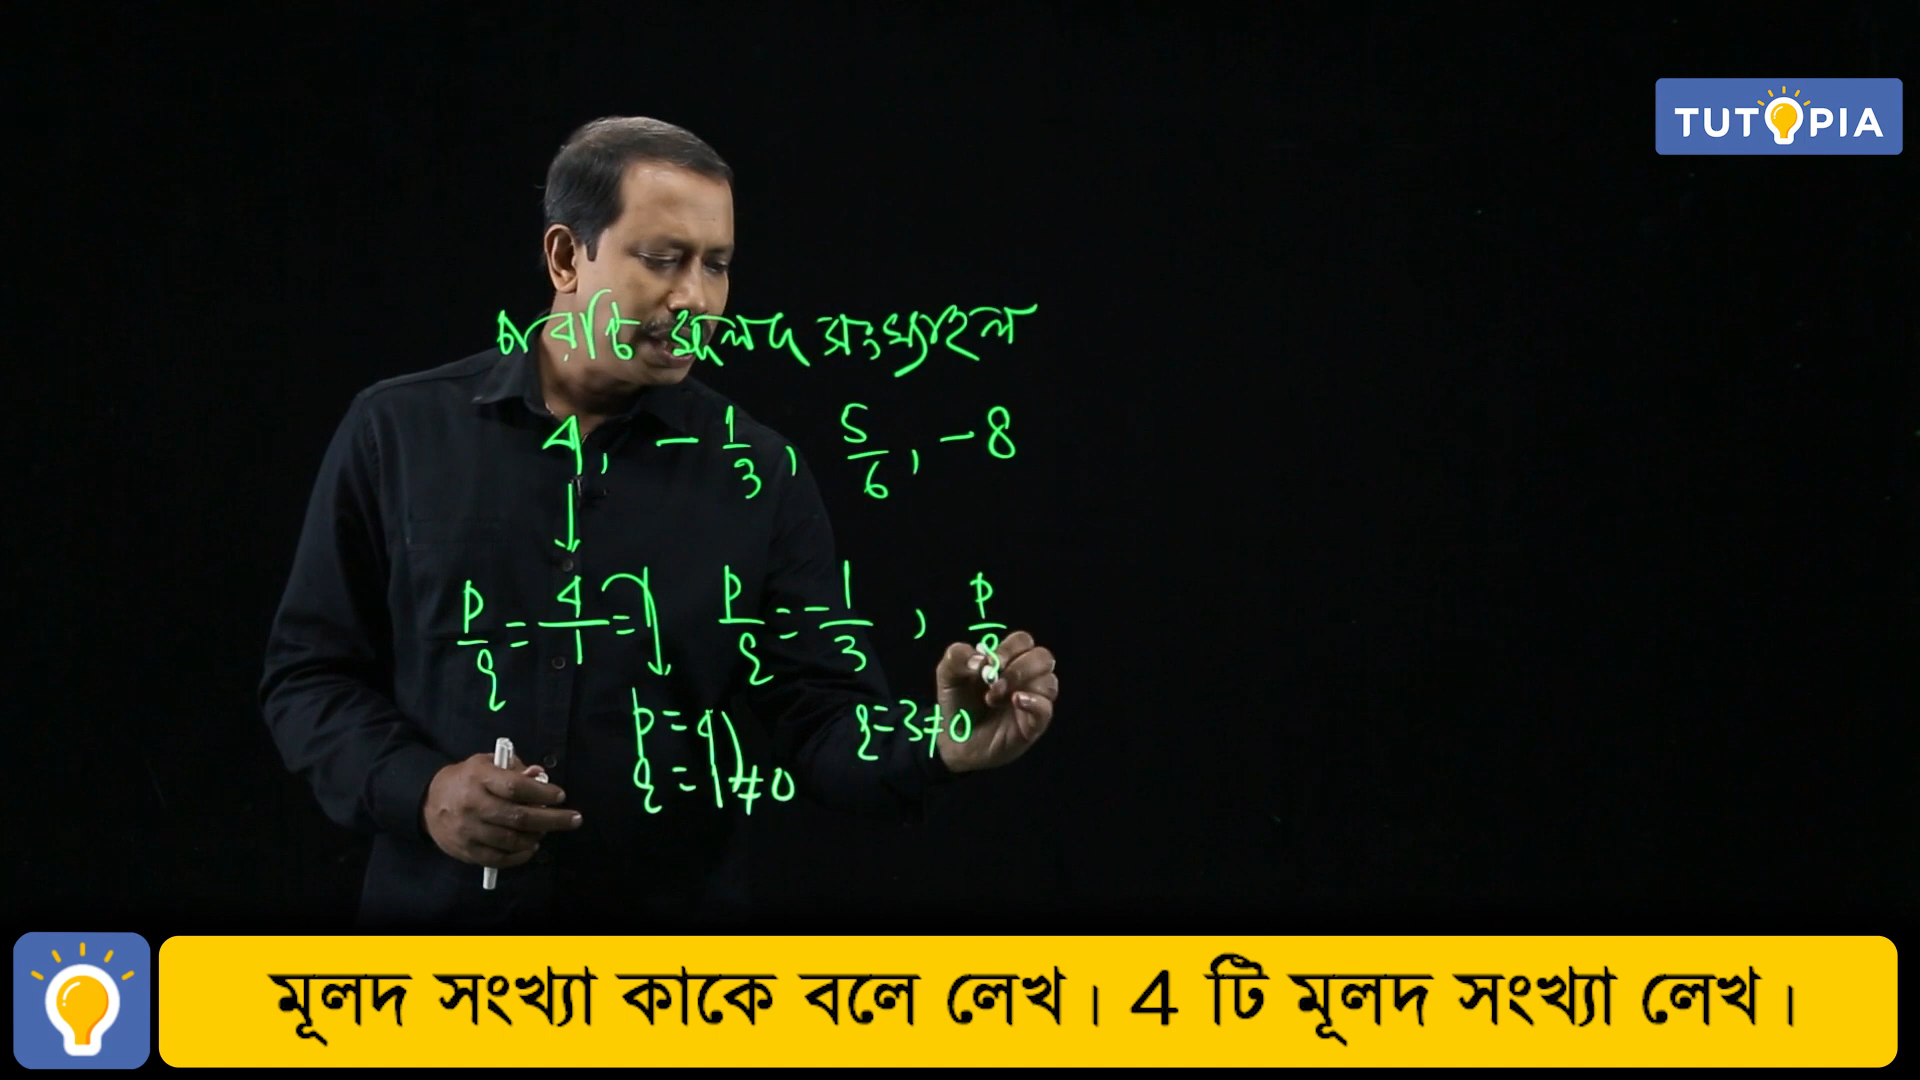 TUTOPIA
চারটি মূলদ সংখ্যা হল
4, - 1/3, 5/6, -8
p/q = 4/1 = p/q = -1/3, p/q
p = 4
q = 1 ≠ 0
q = 3 ≠ 0
মূলদ সংখ্যা কাকে বলে লেখ। 4 টি মূলদ সংখ্যা লেখ।